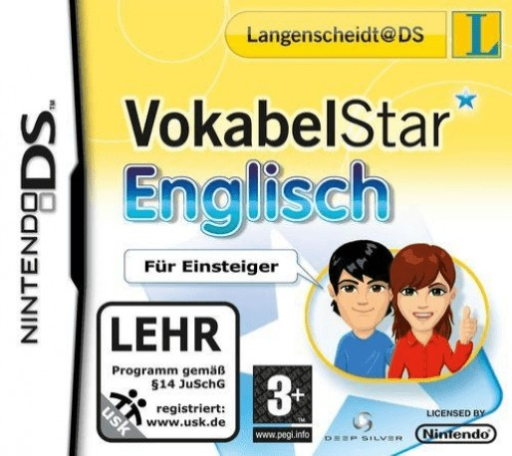 Langenscheidt@DS
L
NINTENDO DS™
VokabelStar
Englisch
Für Einsteiger
LEHR
Programm gemäß
§14 JuSchG
registriert:
www.usk.de
usk
3+
www.pegi.info
DEEP SILVER
LICENSED BY
Nintendo